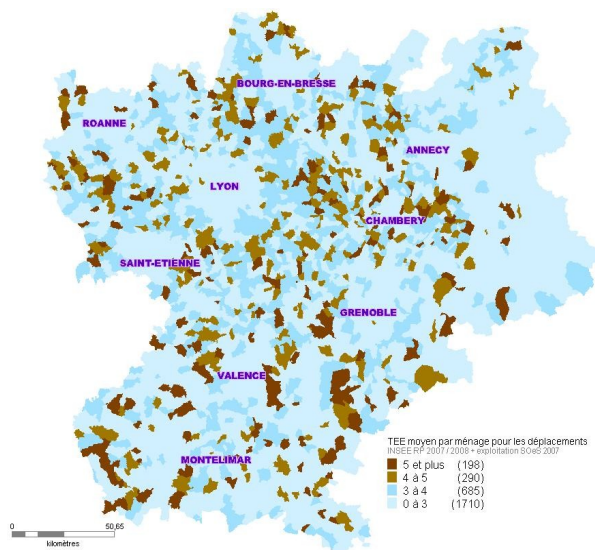 BOURG-EN-BRESSE
ROANNE
ANNECY
LYON
CHAMBERY
SAINT-ETIENNE
GRENOBLE
VALENCE
MONTELIMAR
TEE moyen par ménage pour les déplacements
INSEE RP 2007 / 2008 + exploitation SOeS 2007
5 et plus (198)
4 à 5 (290)
3 à 4 (685)
0 à 3 (1710)
0 50,65
kilomètres